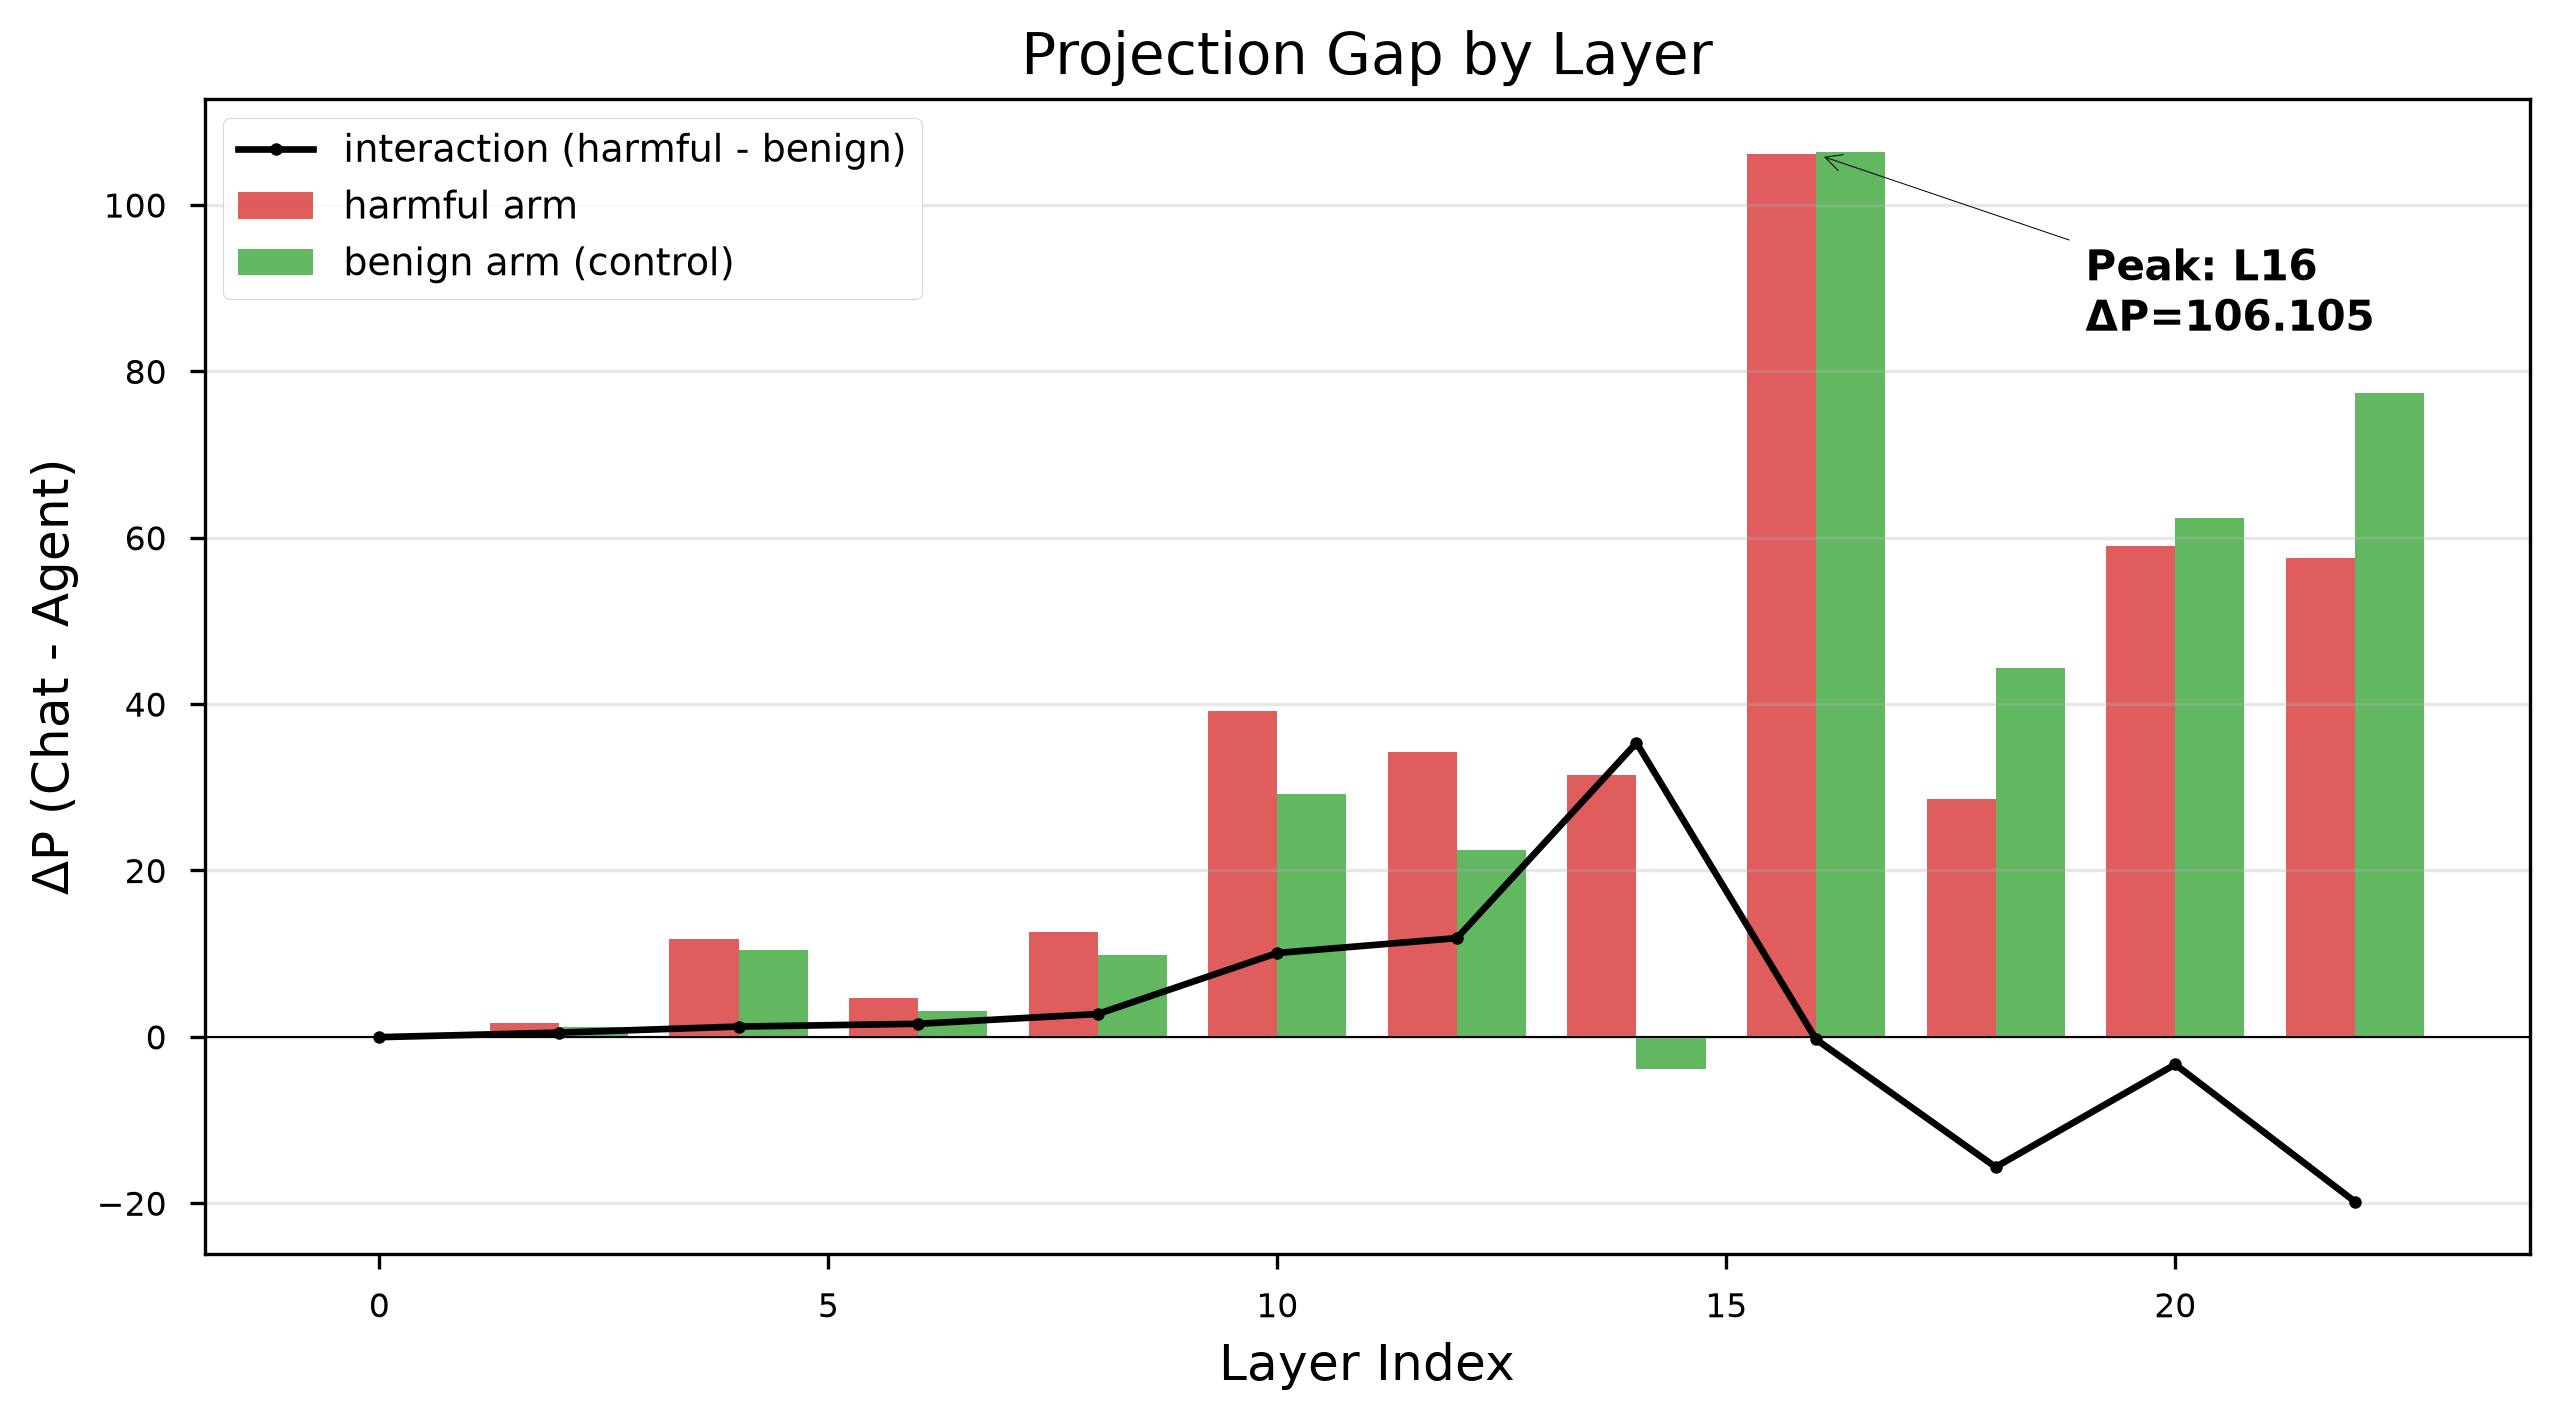 Projection Gap by Layer
interaction (harmful - benign)
harmful arm
benign arm (control)
Peak: L16
ΔP=106.105
ΔP (Chat - Agent)
100
80
60
40
20
0
−20
0
5
10
15
20
Layer Index